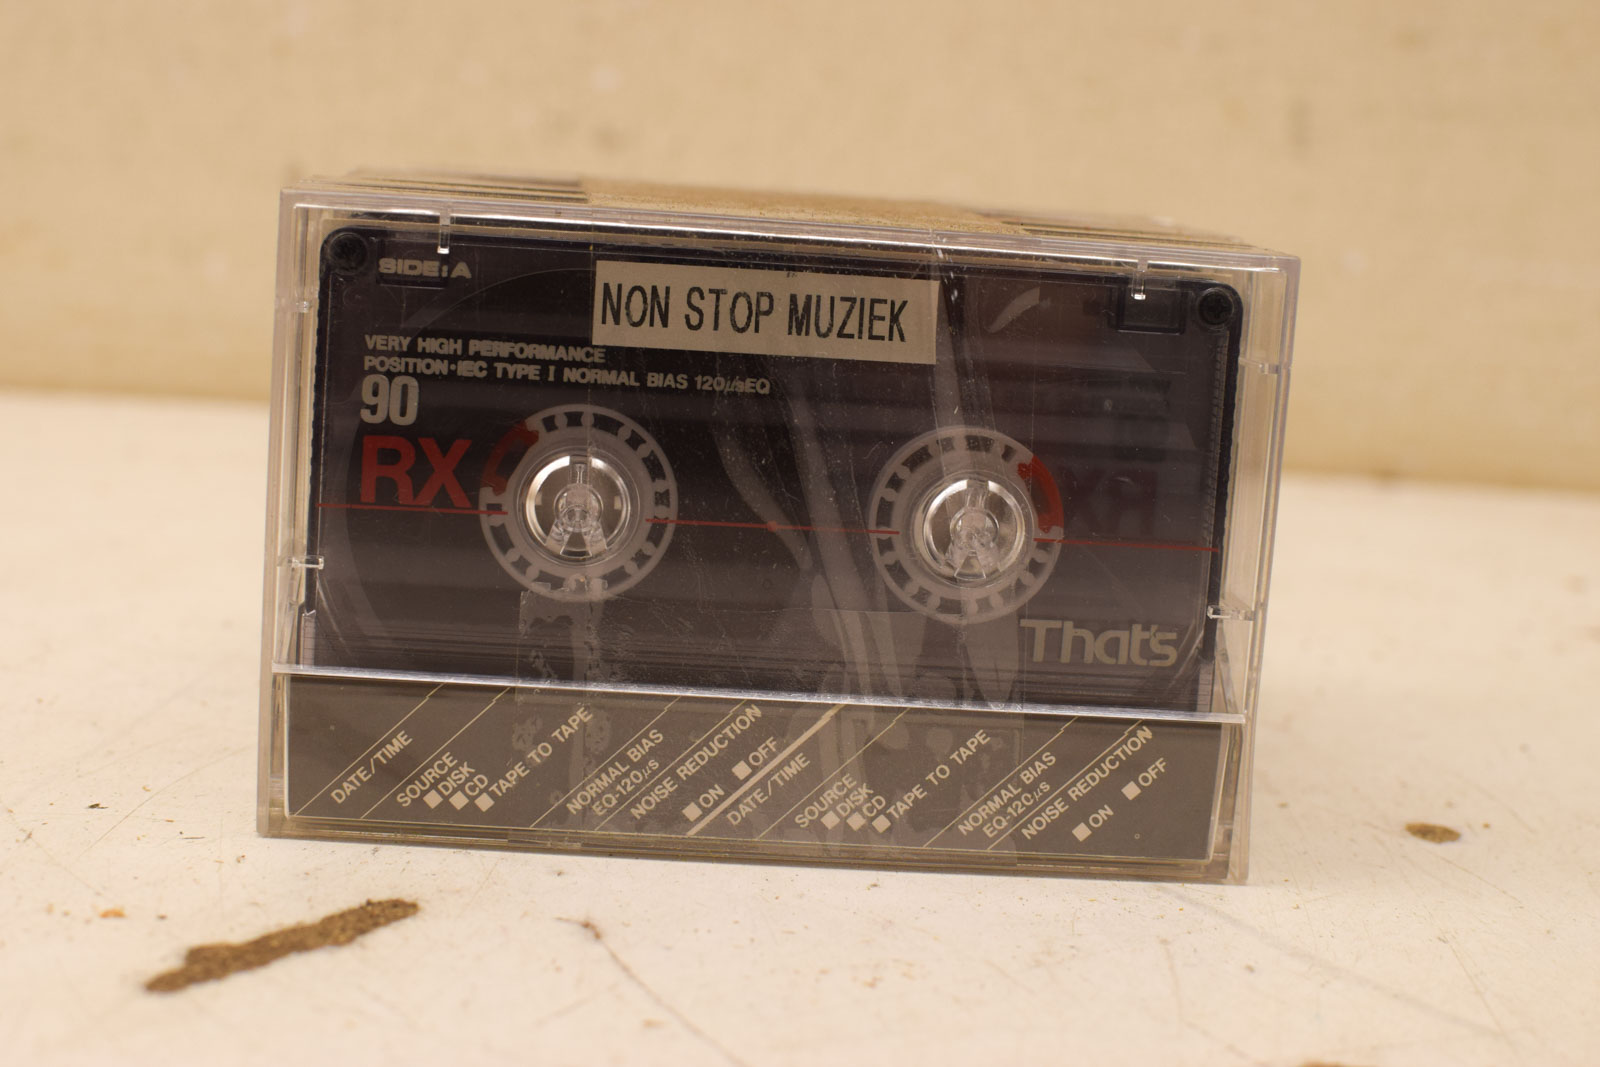 SIDE: A
NON STOP MUZIEK
VERY HIGH PERFORMANCE
POSITION·IEC TYPE I NORMAL BIAS 120μsEQ
90
RX
RX
That's
DATE/TIME
SOURCE
■DISK
■CD
■TAPE TO TAPE
NORMAL BIAS
EQ-120μs
NOISE REDUCTION
■ON ■OFF
DATE/TIME
SOURCE
■DISK
■CD
■TAPE TO TAPE
NORMAL BIAS
EQ-120μs
NOISE REDUCTION
■ON ■OFF